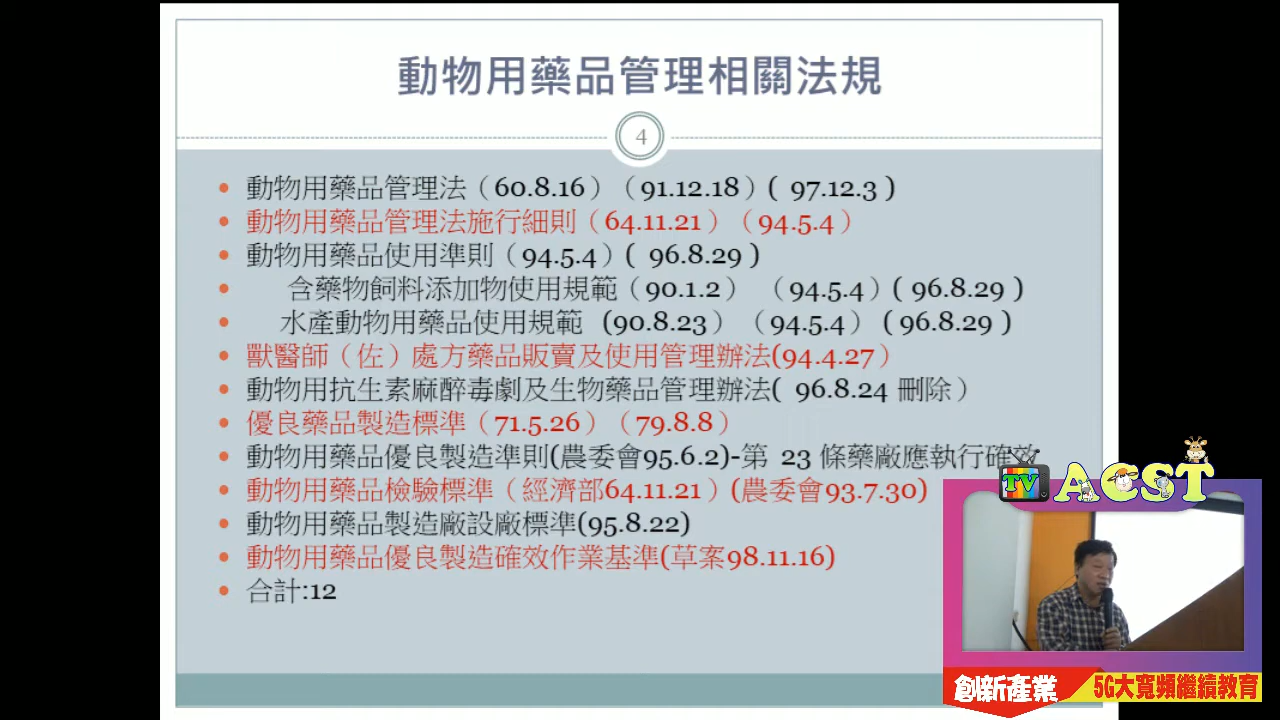 動物用藥品管理相關法規
4
• 動物用藥品管理法（60.8.16）（91.12.18）( 97.12.3 )
• 動物用藥品管理法施行細則（64.11.21）（94.5.4）
• 動物用藥品使用準則（94.5.4）( 96.8.29 )
• 含藥物飼料添加物使用規範（90.1.2） （94.5.4）( 96.8.29 )
• 水產動物用藥品使用規範 (90.8.23） （94.5.4） ( 96.8.29 )
• 獸醫師（佐）處方藥品販賣及使用管理辦法(94.4.27）
• 動物用抗生素麻醉毒劇及生物藥品管理辦法( 96.8.24 刪除）
• 優良藥品製造標準（71.5.26）（79.8.8）
• 動物用藥品優良製造準則(農委會95.6.2)-第 23 條藥廠應執行確效
• 動物用藥品檢驗標準（經濟部64.11.21）(農委會93.7.30)
• 動物用藥品製造廠設廠標準(95.8.22)
• 動物用藥品優良製造確效作業基準(草案98.11.16)
• 合計:12
TV ACST
創新產業
5G大寬頻繼續教育